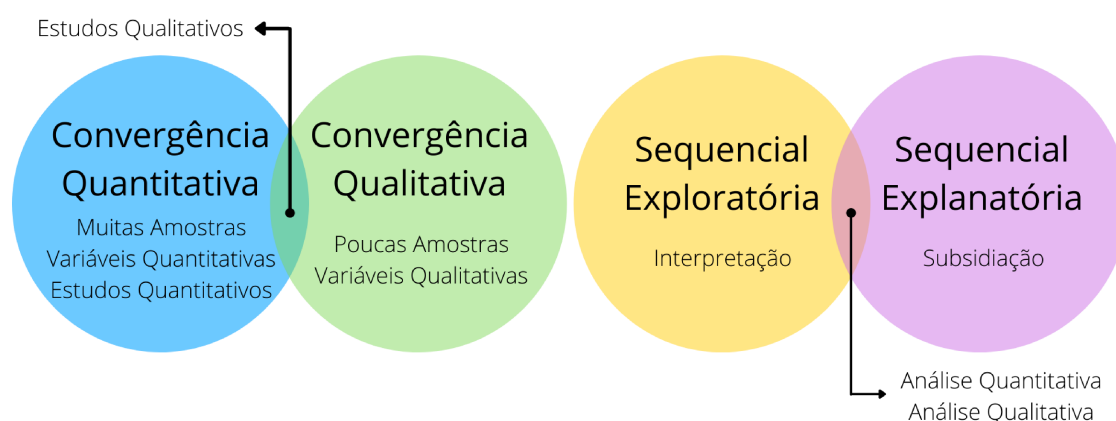 Estudos Qualitativos
Convergência
Quantitativa
Muitas Amostras
Variáveis Quantitativas
Estudos Quantitativos
Convergência
Qualitativa
Poucas Amostras
Variáveis Qualitativas
Sequencial
Exploratória
Interpretação
Sequencial
Explanatória
Subsidiação
Análise Quantitativa
Análise Qualitativa